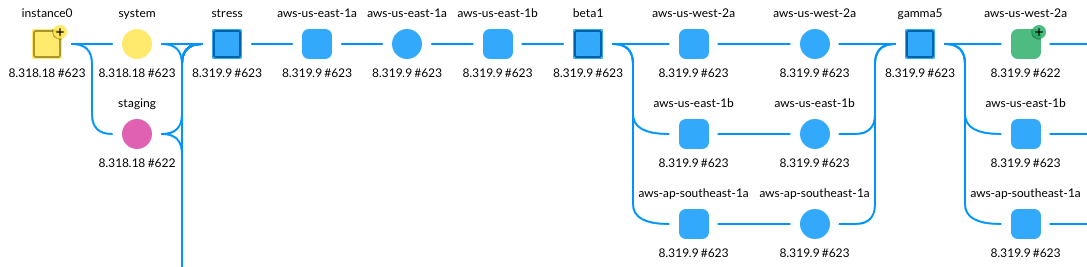 instance0 system stress aws-us-east-1a aws-us-east-1a aws-us-east-1b beta1 aws-us-west-2a aws-us-west-2a gamma5 aws-us-west-2a
+ +
8.318.18 #623 8.318.18 #623 8.319.9 #623 8.319.9 #623 8.319.9 #623 8.319.9 #623 8.319.9 #623 8.319.9 #623 8.319.9 #623 8.319.9 #623 8.319.9 #622
staging aws-us-east-1b aws-us-east-1b aws-us-east-1b
8.318.18 #622 8.319.9 #623 8.319.9 #623 8.319.9 #623
aws-ap-southeast-1a aws-ap-southeast-1a aws-ap-southeast-1a
8.319.9 #623 8.319.9 #623 8.319.9 #623